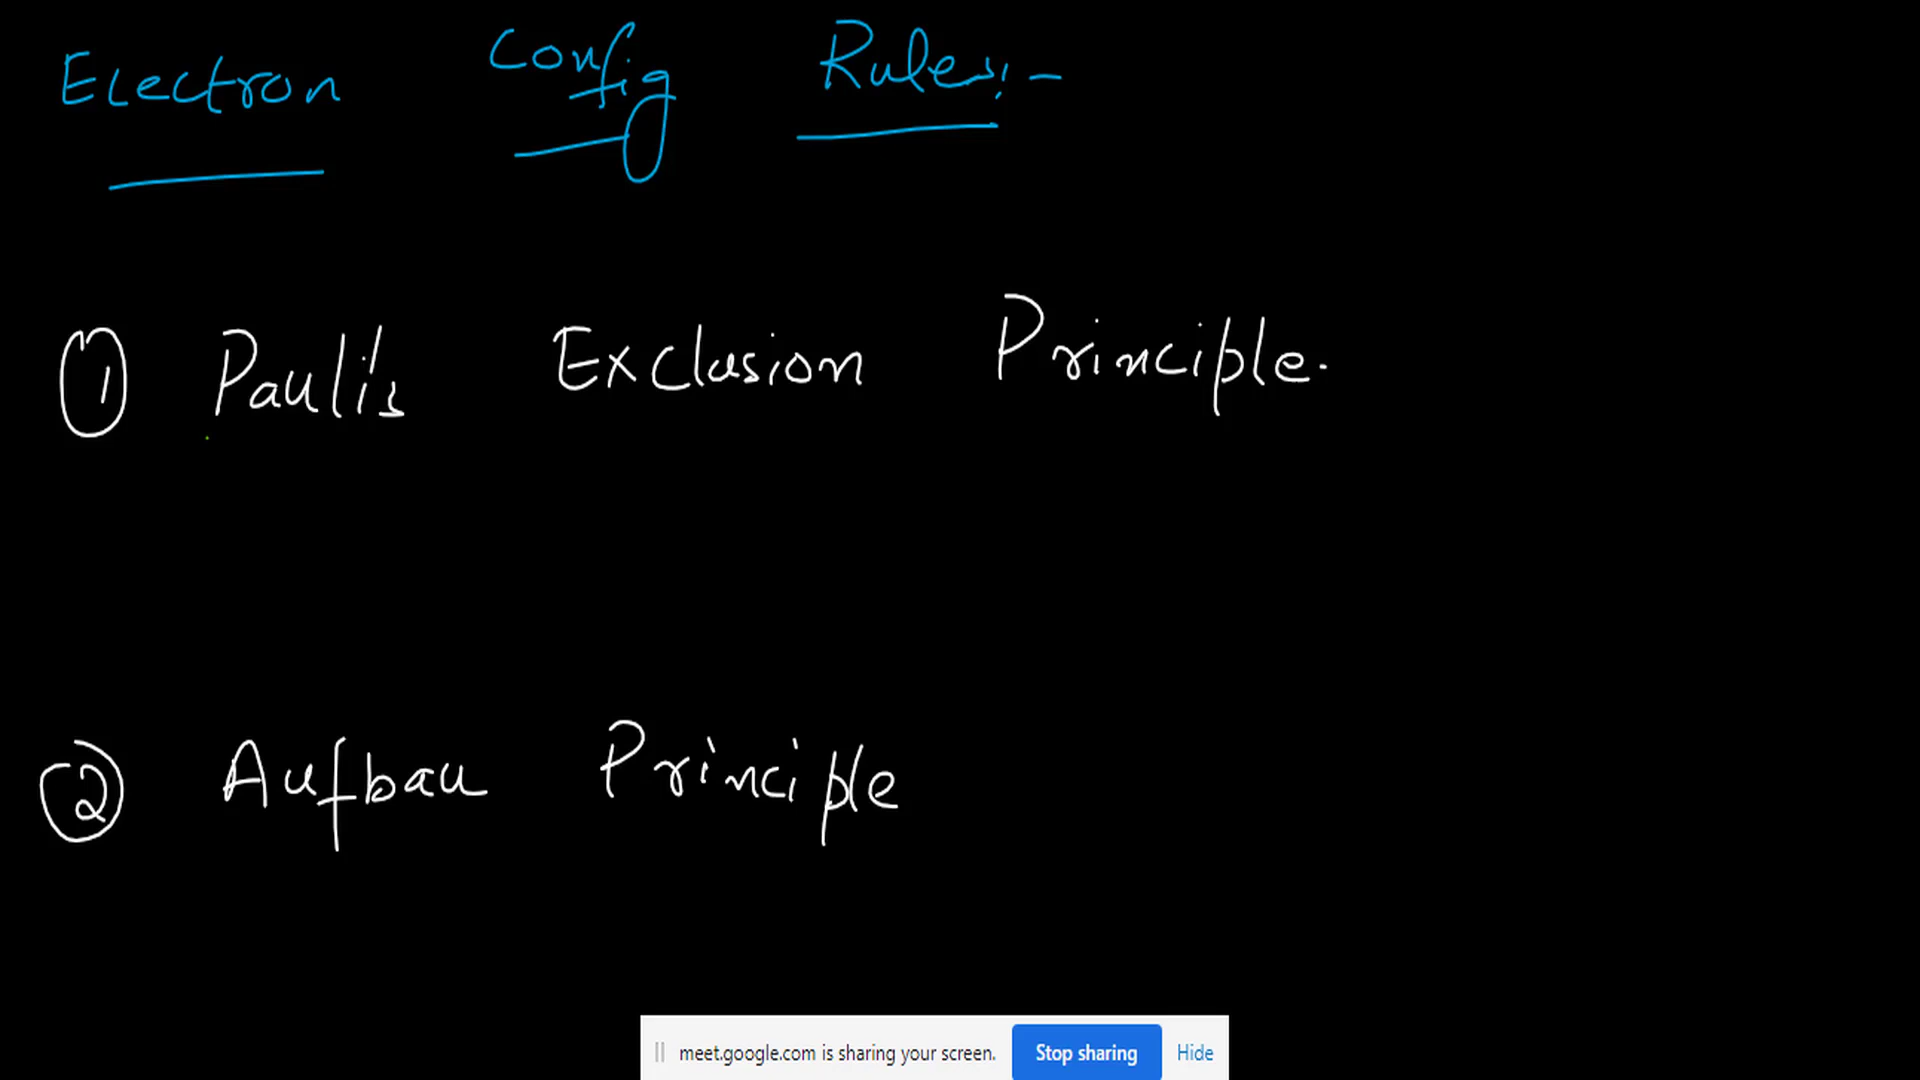 Electron Config Rules:-
① Pauli's Exclusion Principle.
② Aufbau Principle
meet.google.com is sharing your screen. Stop sharing Hide